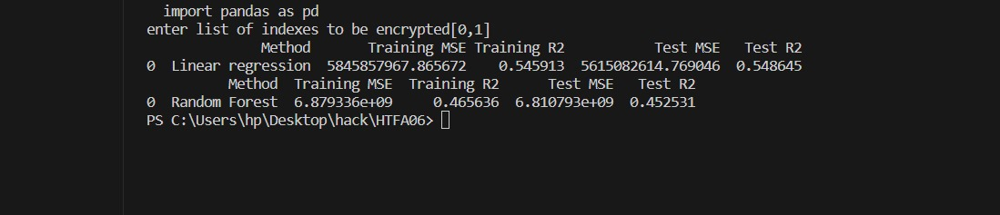 import pandas as pd
enter list of indexes to be encrypted[0,1]
Method Training MSE Training R2 Test MSE Test R2
0 Linear regression 5845857967.865672 0.545913 5615082614.769046 0.548645
Method Training MSE Training R2 Test MSE Test R2
0 Random Forest 6.879336e+09 0.465636 6.810793e+09 0.452531
PS C:\Users\hp\Desktop\hack\HTFA06>